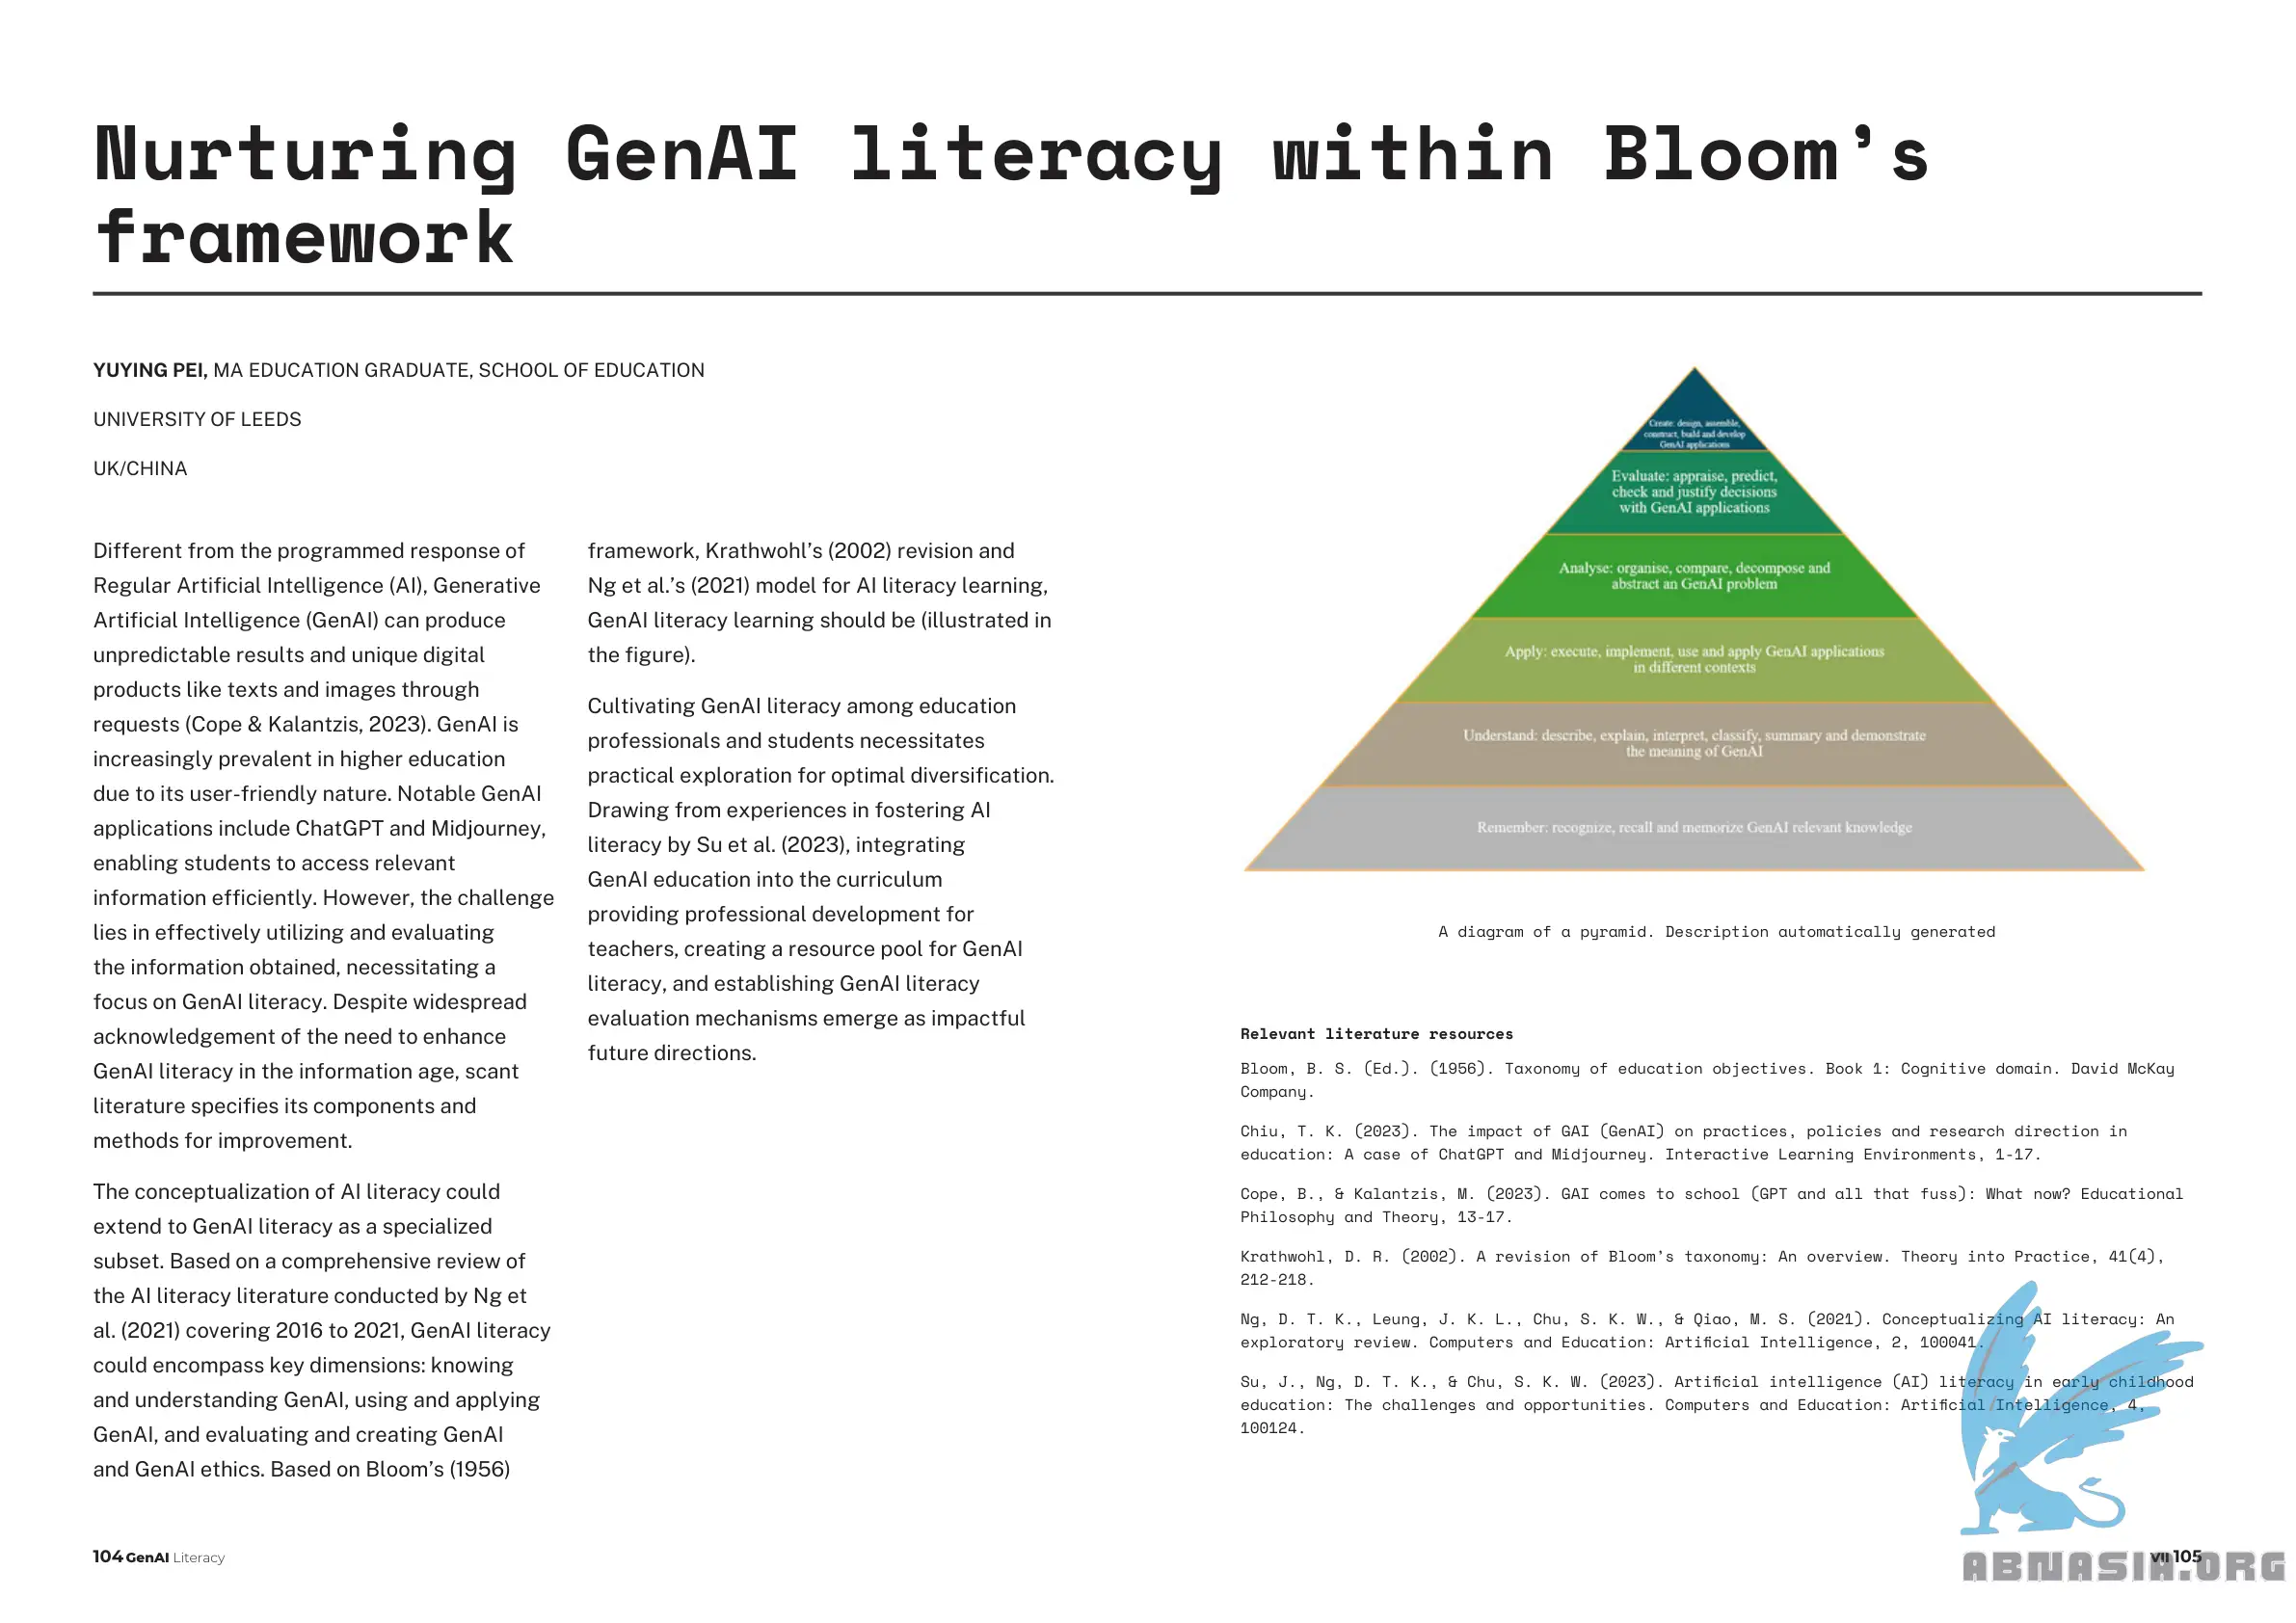 Nurturing GenAI literacy within Bloom's
framework
YUYING PEI, MA EDUCATION GRADUATE, SCHOOL OF EDUCATION
UNIVERSITY OF LEEDS
UK/CHINA
Different from the programmed response of
Regular Artificial Intelligence (AI), Generative
Artificial Intelligence (GenAI) can produce
unpredictable results and unique digital
products like texts and images through
requests (Cope & Kalantzis, 2023). GenAI is
increasingly prevalent in higher education
due to its user-friendly nature. Notable GenAI
applications include ChatGPT and Midjourney,
enabling students to access relevant
information efficiently. However, the challenge
lies in effectively utilizing and evaluating
the information obtained, necessitating a
focus on GenAI literacy. Despite widespread
acknowledgement of the need to enhance
GenAI literacy in the information age, scant
literature specifies its components and
methods for improvement.
The conceptualization of AI literacy could
extend to GenAI literacy as a specialized
subset. Based on a comprehensive review of
the AI literacy literature conducted by Ng et
al. (2021) covering 2016 to 2021, GenAI literacy
could encompass key dimensions: knowing
and understanding GenAI, using and applying
GenAI, and evaluating and creating GenAI
and GenAI ethics. Based on Bloom's (1956)
framework, Krathwohl's (2002) revision and
Ng et al.'s (2021) model for AI literacy learning,
GenAI literacy learning should be (illustrated in
the figure).
Cultivating GenAI literacy among education
professionals and students necessitates
practical exploration for optimal diversification.
Drawing from experiences in fostering AI
literacy by Su et al. (2023), integrating
GenAI education into the curriculum
providing professional development for
teachers, creating a resource pool for GenAI
literacy, and establishing GenAI literacy
evaluation mechanisms emerge as impactful
future directions.
Create: design, assemble,
construct, build and develop
GenAI applications
Evaluate: appraise, predict,
check and justify decisions
with GenAI applications
Analyse: organise, compare, decompose and
abstract an GenAI problem
Apply: execute, implement, use and apply GenAI applications
in different contexts
Understand: describe, explain, interpret, classify, summary and demonstrate
the meaning of GenAI
Remember: recognize, recall and memorize GenAI relevant knowledge
A diagram of a pyramid. Description automatically generated
Relevant literature resources
Bloom, B. S. (Ed.). (1956). Taxonomy of education objectives. Book 1: Cognitive domain. David McKay
Company.
Chiu, T. K. (2023). The impact of GAI (GenAI) on practices, policies and research direction in
education: A case of ChatGPT and Midjourney. Interactive Learning Environments, 1-17.
Cope, B., & Kalantzis, M. (2023). GAI comes to school (GPT and all that fuss): What now? Educational
Philosophy and Theory, 13-17.
Krathwohl, D. R. (2002). A revision of Bloom's taxonomy: An overview. Theory into Practice, 41(4),
212-218.
Ng, D. T. K., Leung, J. K. L., Chu, S. K. W., & Qiao, M. S. (2021). Conceptualizing AI literacy: An
exploratory review. Computers and Education: Artificial Intelligence, 2, 100041.
Su, J., Ng, D. T. K., & Chu, S. K. W. (2023). Artificial intelligence (AI) literacy in early childhood
education: The challenges and opportunities. Computers and Education: Artificial Intelligence, 4,
100124.
104 GenAI Literacy
VII 105
ABNASIA.ORG